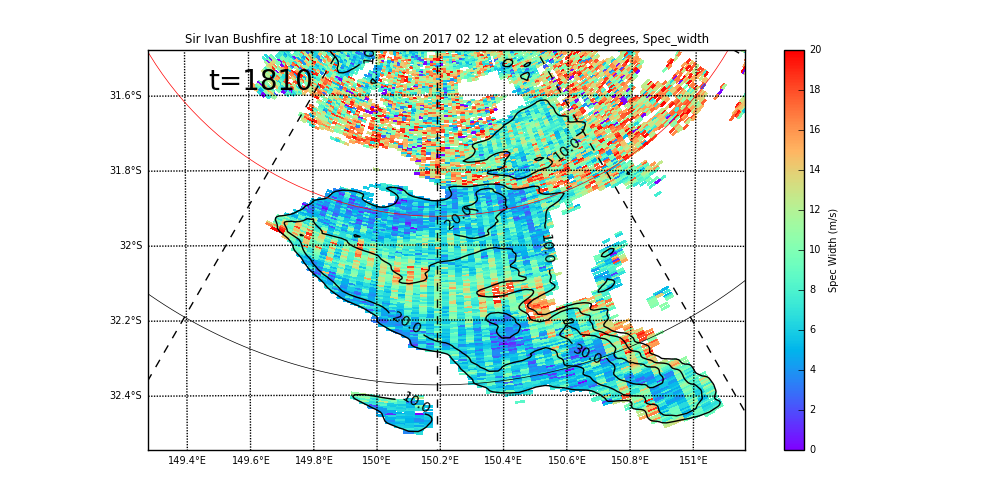 Sir Ivan Bushfire at 18:10 Local Time on 2017 02 12 at elevation 0.5 degrees, Spec_width
t=1810
31.6°S
31.8°S
32°S
32.2°S
32.4°S
149.4°E 149.6°E 149.8°E 150°E 150.2°E 150.4°E 150.6°E 150.8°E 151°E
10.0
20.0
10.0
20.0
30.0
10.0
20
18
16
14
12
10
8
6
4
2
0
Spec Width (m/s)